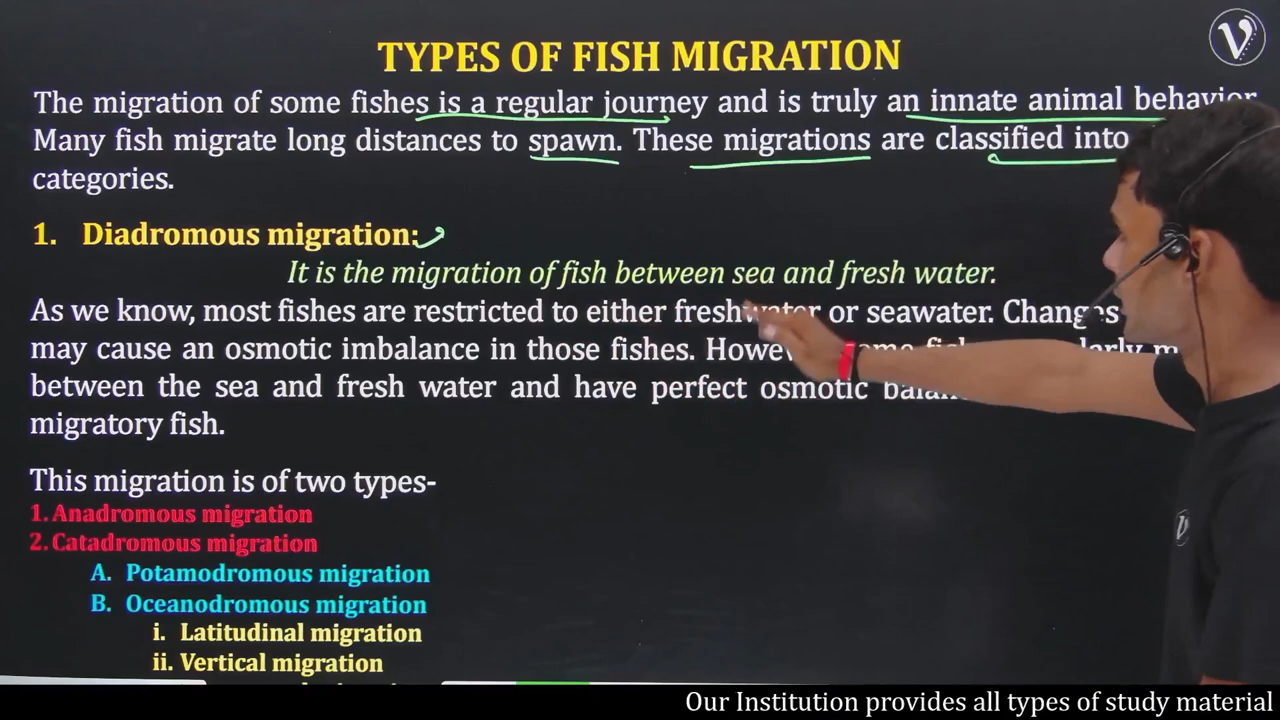 TYPES OF FISH MIGRATION
The migration of some fishes is a regular journey and is truly an innate animal behavior.
Many fish migrate long distances to spawn. These migrations are classified into
categories.
1. Diadromous migration:
It is the migration of fish between sea and fresh water.
As we know, most fishes are restricted to either freshwater or seawater. Changes
may cause an osmotic imbalance in those fishes.
between the sea and fresh water and have perfect osmotic
migratory fish.
This migration is of two types-
1. Anadromous migration
2. Catadromous migration
A. Potamodromous migration
B. Oceanodromous migration
i. Latitudinal migration
ii. Vertical migration
Our Institution provides all types of study material